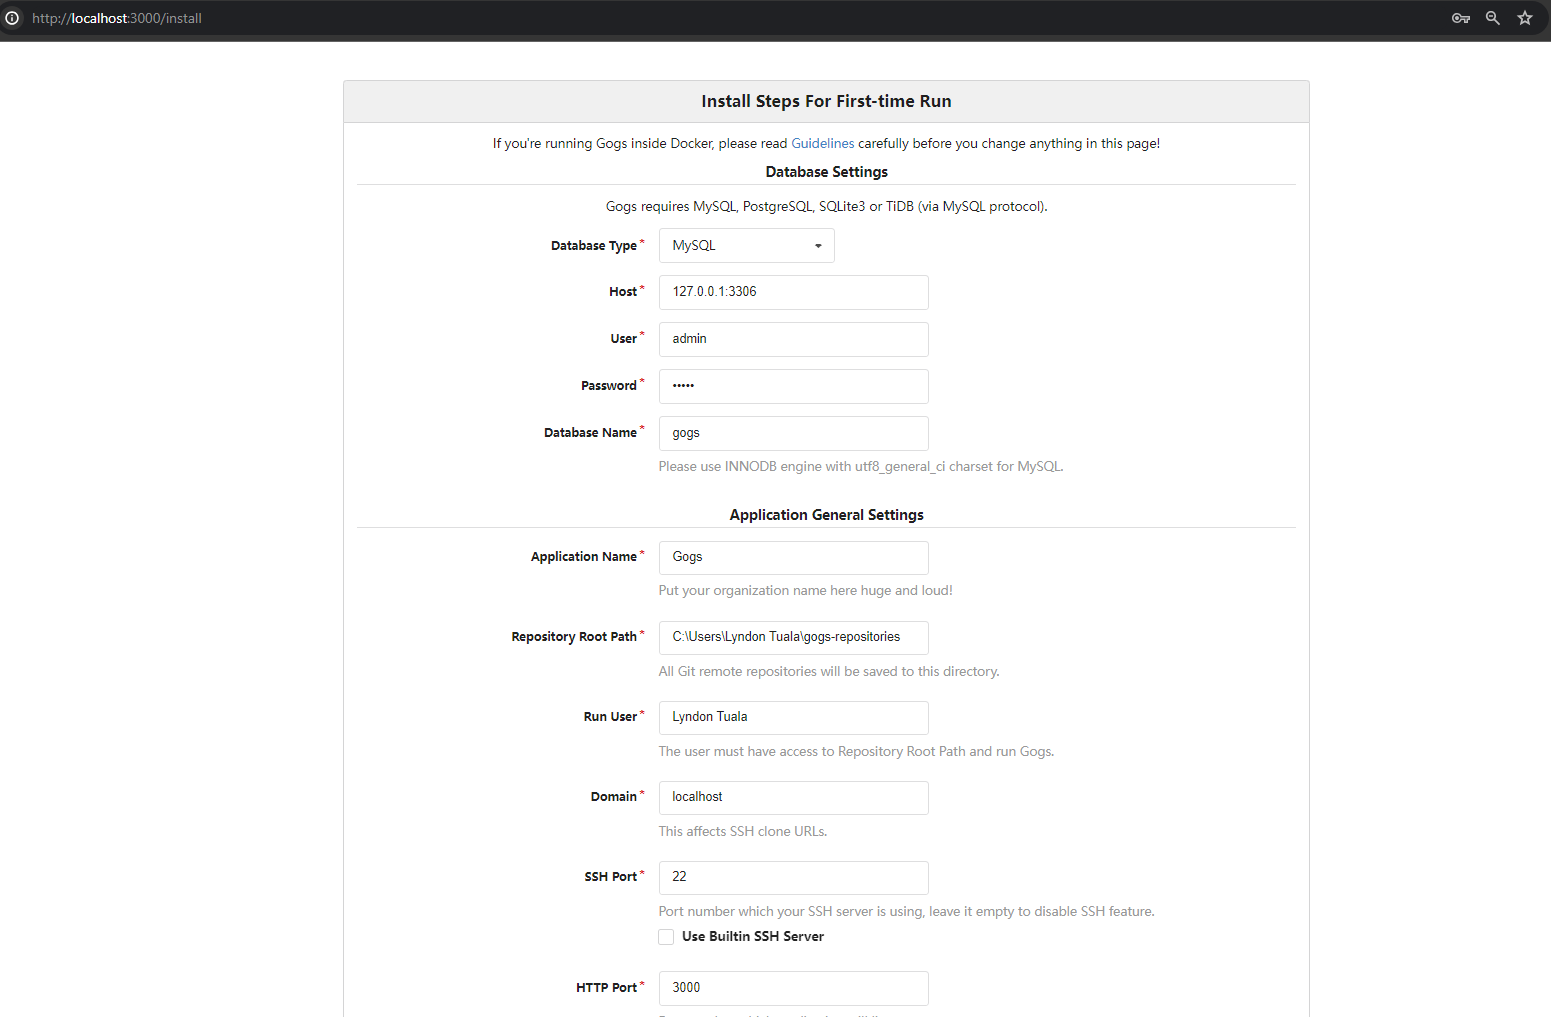 http://localhost:3000/install
Install Steps For First-time Run
If you're running Gogs inside Docker, please read Guidelines carefully before you change anything in this page!
Database Settings
Gogs requires MySQL, PostgreSQL, SQLite3 or TiDB (via MySQL protocol).
Database Type* MySQL
Host* 127.0.0.1:3306
User* admin
Password* •••••
Database Name* gogs
Please use INNODB engine with utf8_general_ci charset for MySQL.
Application General Settings
Application Name* Gogs
Put your organization name here huge and loud!
Repository Root Path* C:\Users\Lyndon Tuala\gogs-repositories
All Git remote repositories will be saved to this directory.
Run User* Lyndon Tuala
The user must have access to Repository Root Path and run Gogs.
Domain* localhost
This affects SSH clone URLs.
SSH Port* 22
Port number which your SSH server is using, leave it empty to disable SSH feature.
Use Builtin SSH Server
HTTP Port* 3000